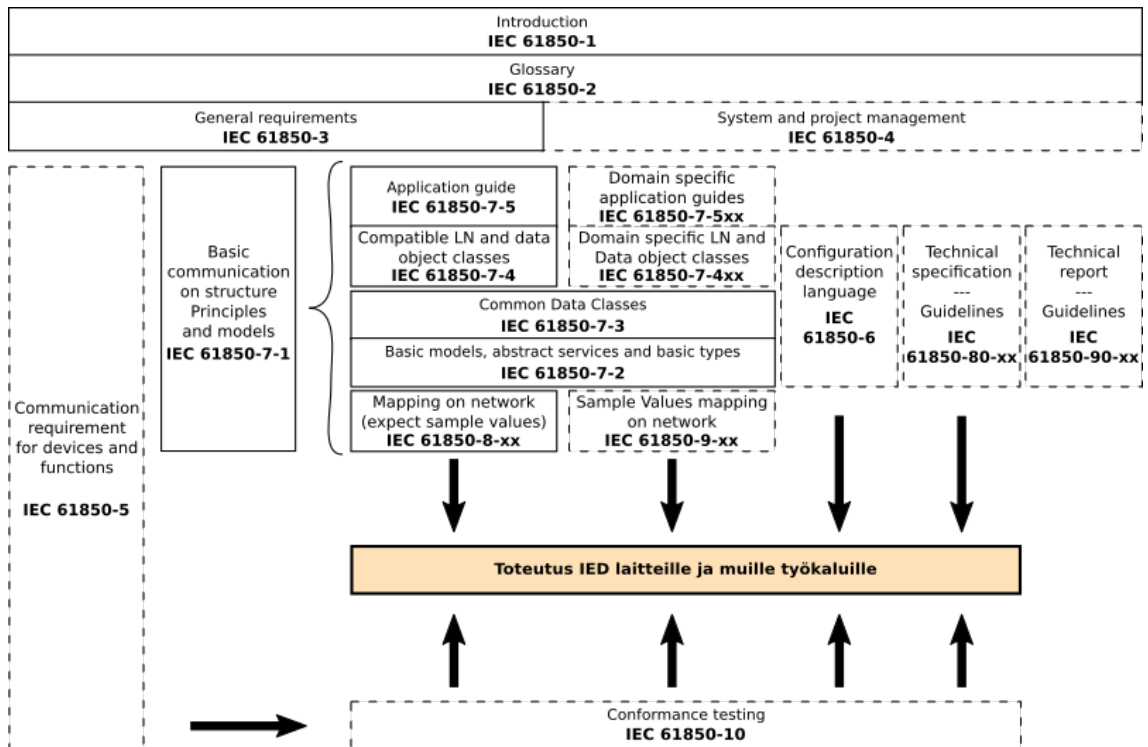 Introduction
IEC 61850-1
Glossary
IEC 61850-2
General requirements
IEC 61850-3
System and project management
IEC 61850-4
Communication
requirement
for devices and
functions
IEC 61850-5
Basic
communication
on structure
Principles
and models
IEC 61850-7-1
Application guide
IEC 61850-7-5
Domain specific
application guides
IEC 61850-7-5xx
Compatible LN and data
object classes
IEC 61850-7-4
Domain specific LN and
Data object classes
IEC 61850-7-4xx
Common Data Classes
IEC 61850-7-3
Basic models, abstract services and basic types
IEC 61850-7-2
Mapping on network
(expect sample values)
IEC 61850-8-xx
Sample Values mapping
on network
IEC 61850-9-xx
Configuration
description
language
IEC
61850-6
Technical
specification
---
Guidelines
IEC
61850-80-xx
Technical
report
---
Guidelines
IEC
61850-90-xx
Toteutus IED laitteille ja muille työkaluille
Conformance testing
IEC 61850-10